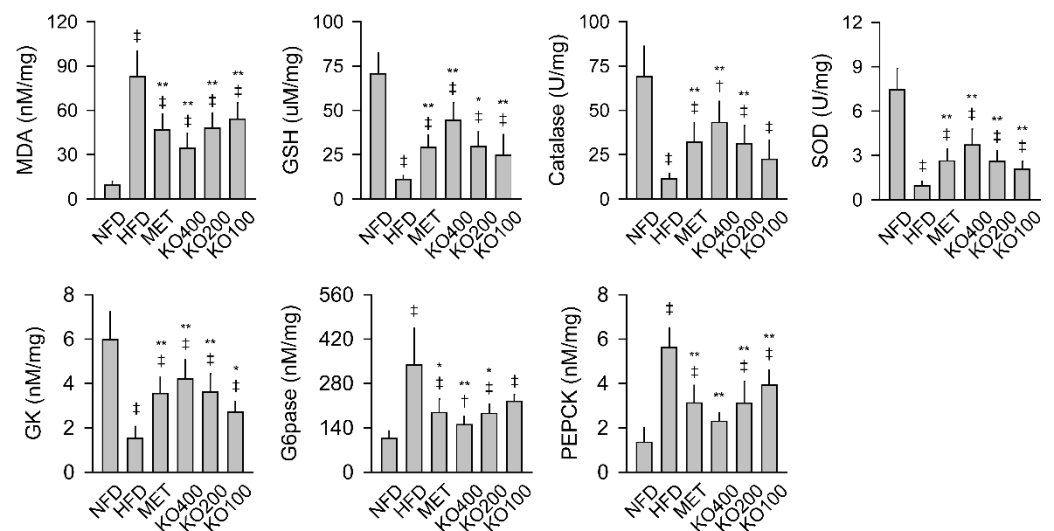 MDA (nM/mg)
120
90
60
30
0
‡
**
‡
**
‡
**
‡
**
‡
NFD
HFD
MET
KO400
KO200
KO100
GSH (uM/mg)
100
75
50
25
0
‡
**
‡
**
‡
*
‡
**
‡
NFD
HFD
MET
KO400
KO200
KO100
Catalase (U/mg)
100
75
50
25
0
‡
**
‡
**
†
**
‡
‡
NFD
HFD
MET
KO400
KO200
KO100
SOD (U/mg)
12
9
6
3
0
‡
**
‡
**
‡
**
‡
**
‡
NFD
HFD
MET
KO400
KO200
KO100
GK (nM/mg)
8
6
4
2
0
‡
**
‡
**
‡
**
‡
*
‡
NFD
HFD
MET
KO400
KO200
KO100
G6pase (nM/mg)
560
420
280
140
0
‡
*
‡
**
†
*
‡
‡
NFD
HFD
MET
KO400
KO200
KO100
PEPCK (nM/mg)
8
6
4
2
0
‡
**
‡
**
**
‡
**
‡
NFD
HFD
MET
KO400
KO200
KO100